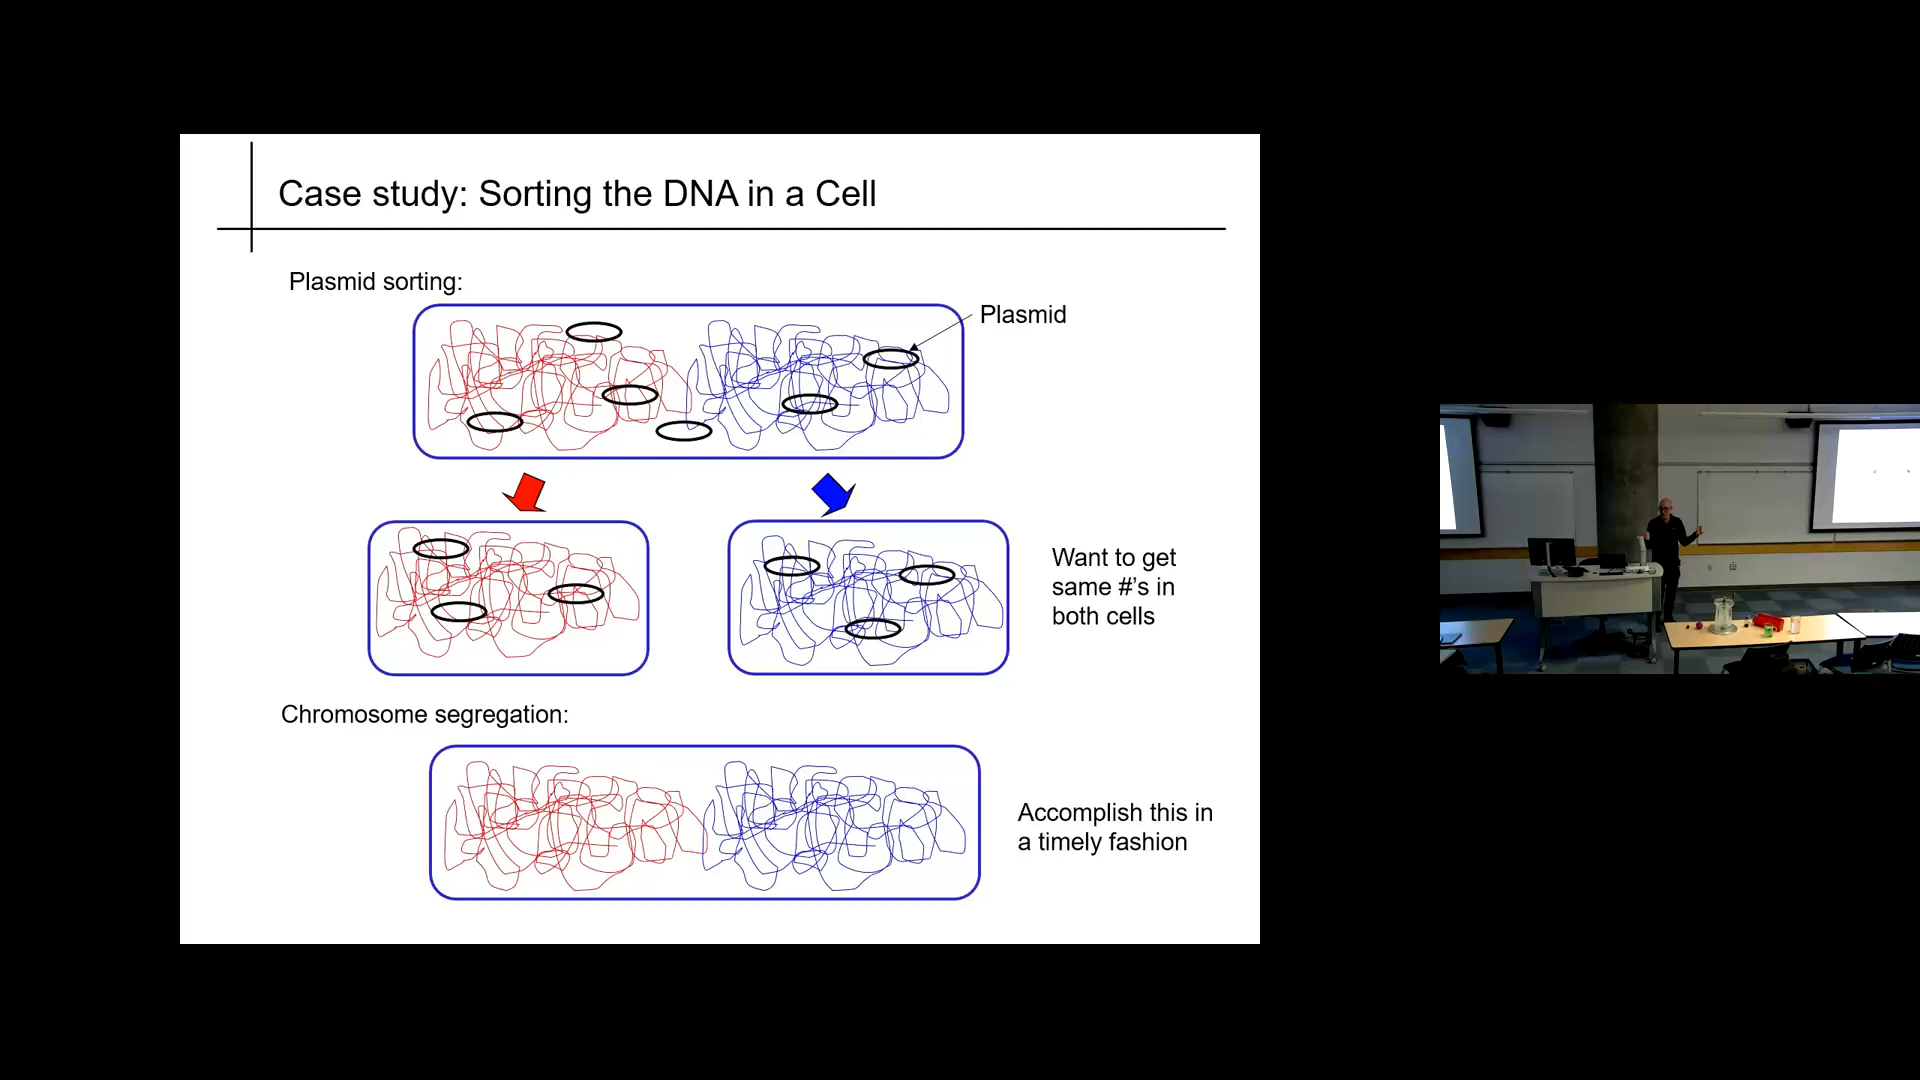 Case study: Sorting the DNA in a Cell
Plasmid sorting:
Plasmid
Want to get
same #'s in
both cells
Chromosome segregation:
Accomplish this in
a timely fashion